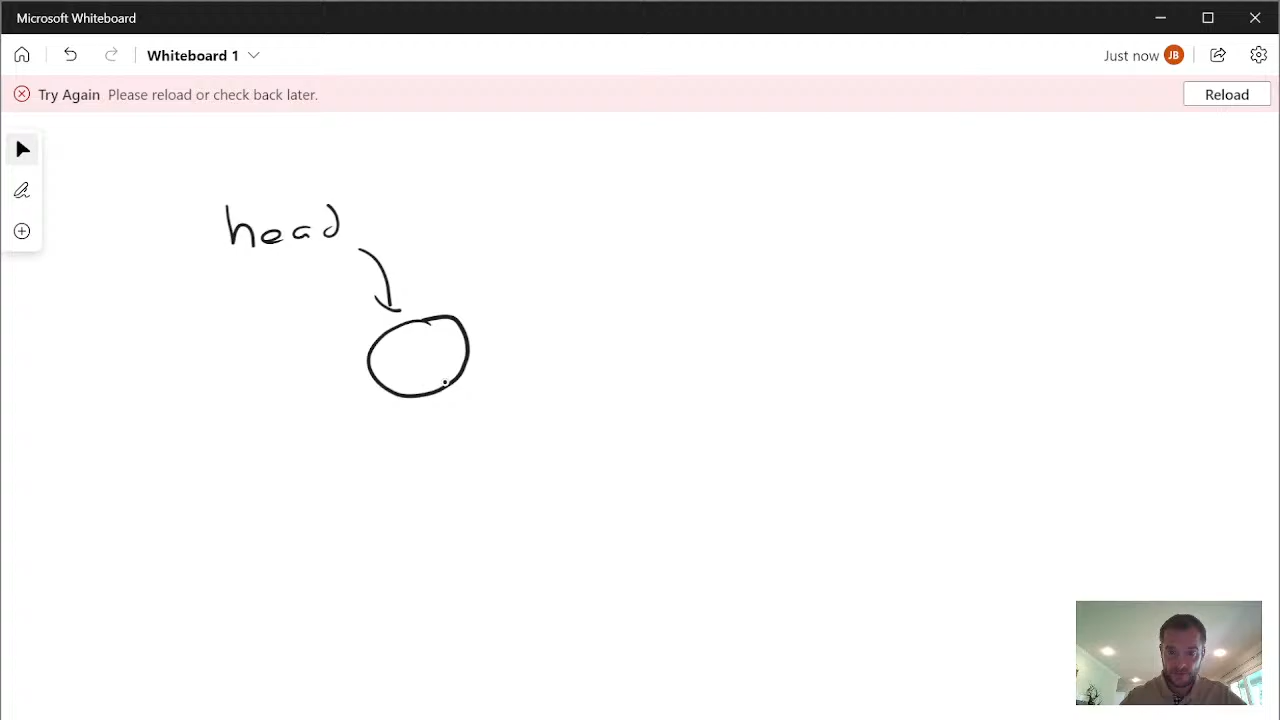 Microsoft Whiteboard
Whiteboard 1
Just now JB
Try Again Please reload or check back later.
Reload
head